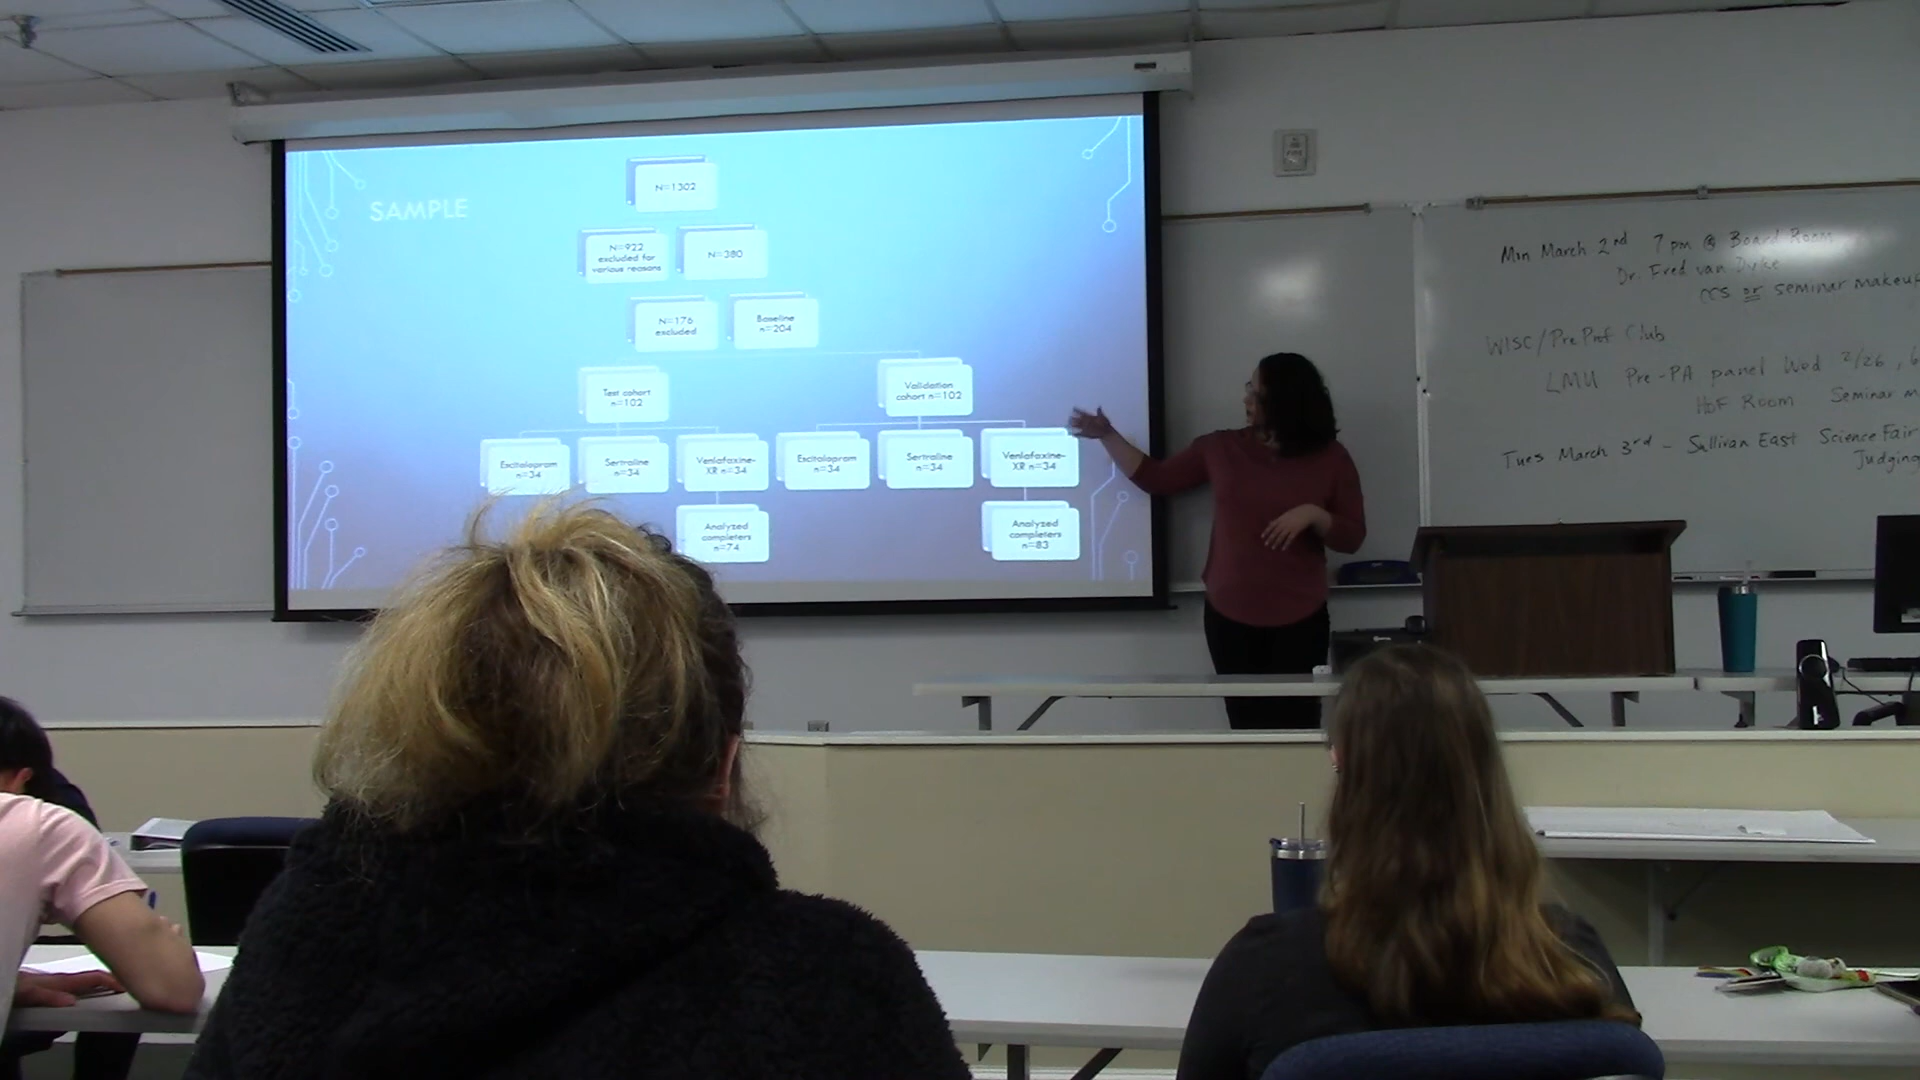 SAMPLE
N=1302
N=922
excluded for
various reasons
N=380
N=176
excluded
Baseline
n=204
Test cohort
n=102
Validation
cohort n=102
Escitalopram
n=34
Sertraline
n=34
Venlafaxine-
XR n=34
Escitalopram
n=34
Sertraline
n=34
Venlafaxine-
XR n=34
Analyzed
completers
n=74
Analyzed
completers
n=83
Mon March 2nd 7 pm @ Board Room
Dr. Fred van Dyke
CCS or seminar makeup
WISC/PreProf Club
LMU Pre-PA panel Wed 2/26, 6
HoF Room Seminar m
Tues March 3rd - Sullivan East Science Fair
Judging